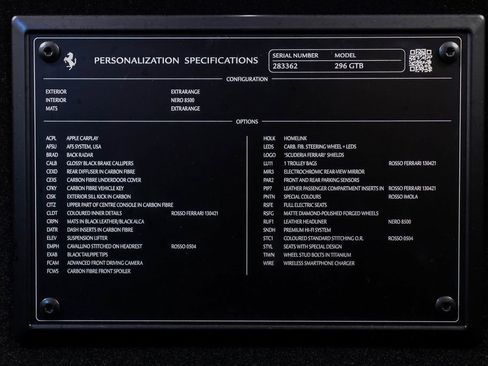 PERSONALIZATION SPECIFICATIONS
SERIAL NUMBER MODEL
283362 296 GTB
CONFIGURATION
EXTERIOR EXTRARANGE
INTERIOR NERO 8500
MATS EXTRARANGE
OPTIONS
ACPL APPLE CARPLAY
AFSU AFS SYSTEM, USA
BRAD BACK RADAR
CALB GLOSSY BLACK BRAKE CALLIPERS
CEXD REAR DIFFUSER IN CARBON FIBRE
CEXS CARBON FIBRE UNDERDOOR COVER
CFKY CARBON FIBRE VEHICLE KEY
CISK EXTERIOR SILL KICK IN CARBON
CITZ UPPER PART OF CENTRE CONSOLE IN CARBON FIBRE
CLDT COLOURED INNER DETAILS ROSSO FERRARI 130421
CRPN MATS IN BLACK LEATHER/BLACK ALCA
DATR DASH INSERTS IN CARBON FIBRE
ELEV SUSPENSION LIFTER
EMPH CAVALLINO STITCHED ON HEADREST ROSSO 0504
EXAB BLACK TAILPIPE TIPS
FCAM ADVANCED FRONT DRIVING CAMERA
FCWS CARBON FIBRE FRONT SPOILER
HOLK HOMELINK
LEDS CARB. FIB. STEERING WHEEL + LEDS
LOGO "SCUDERIA FERRARI" SHIELDS
LU11 1 TROLLEY BAGS ROSSO FERRARI 130421
MIR3 ELECTROCHROMIC REAR-VIEW MIRROR
PAR2 FRONT AND REAR PARKING SENSORS
PIP7 LEATHER PASSENGER COMPARTMENT INSERTS IN ROSSO FERRARI 130421
PNTN SPECIAL COLOURS ROSSO IMOLA
RSFE FULL ELECTRIC SEATS
RSFG MATTE DIAMOND-POLISHED FORGED WHEELS
RUF1 LEATHER HEADLINER NERO 8500
SNDH PREMIUM HI-FI SYSTEM
STC1 COLOURED STANDARD STITCHING O.R. ROSSO 0504
STYL SEATS WITH SPECIAL DESIGN
TIWN WHEEL STUD BOLTS IN TITANIUM
WIRE WIRELESS SMARTPHONE CHARGER